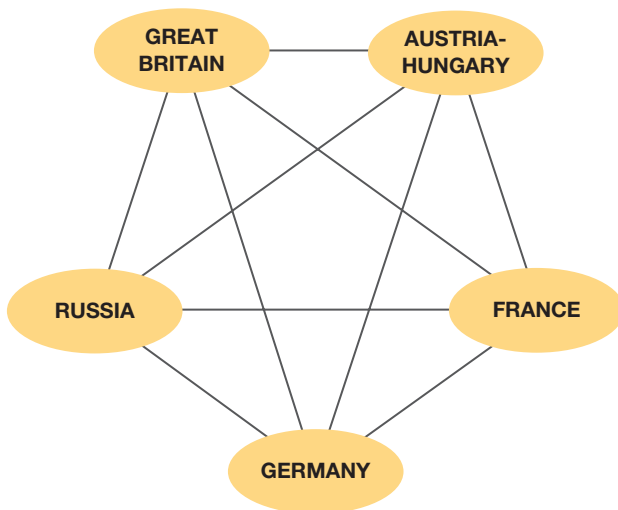 GREAT
BRITAIN
AUSTRIA-
HUNGARY
RUSSIA
FRANCE
GERMANY